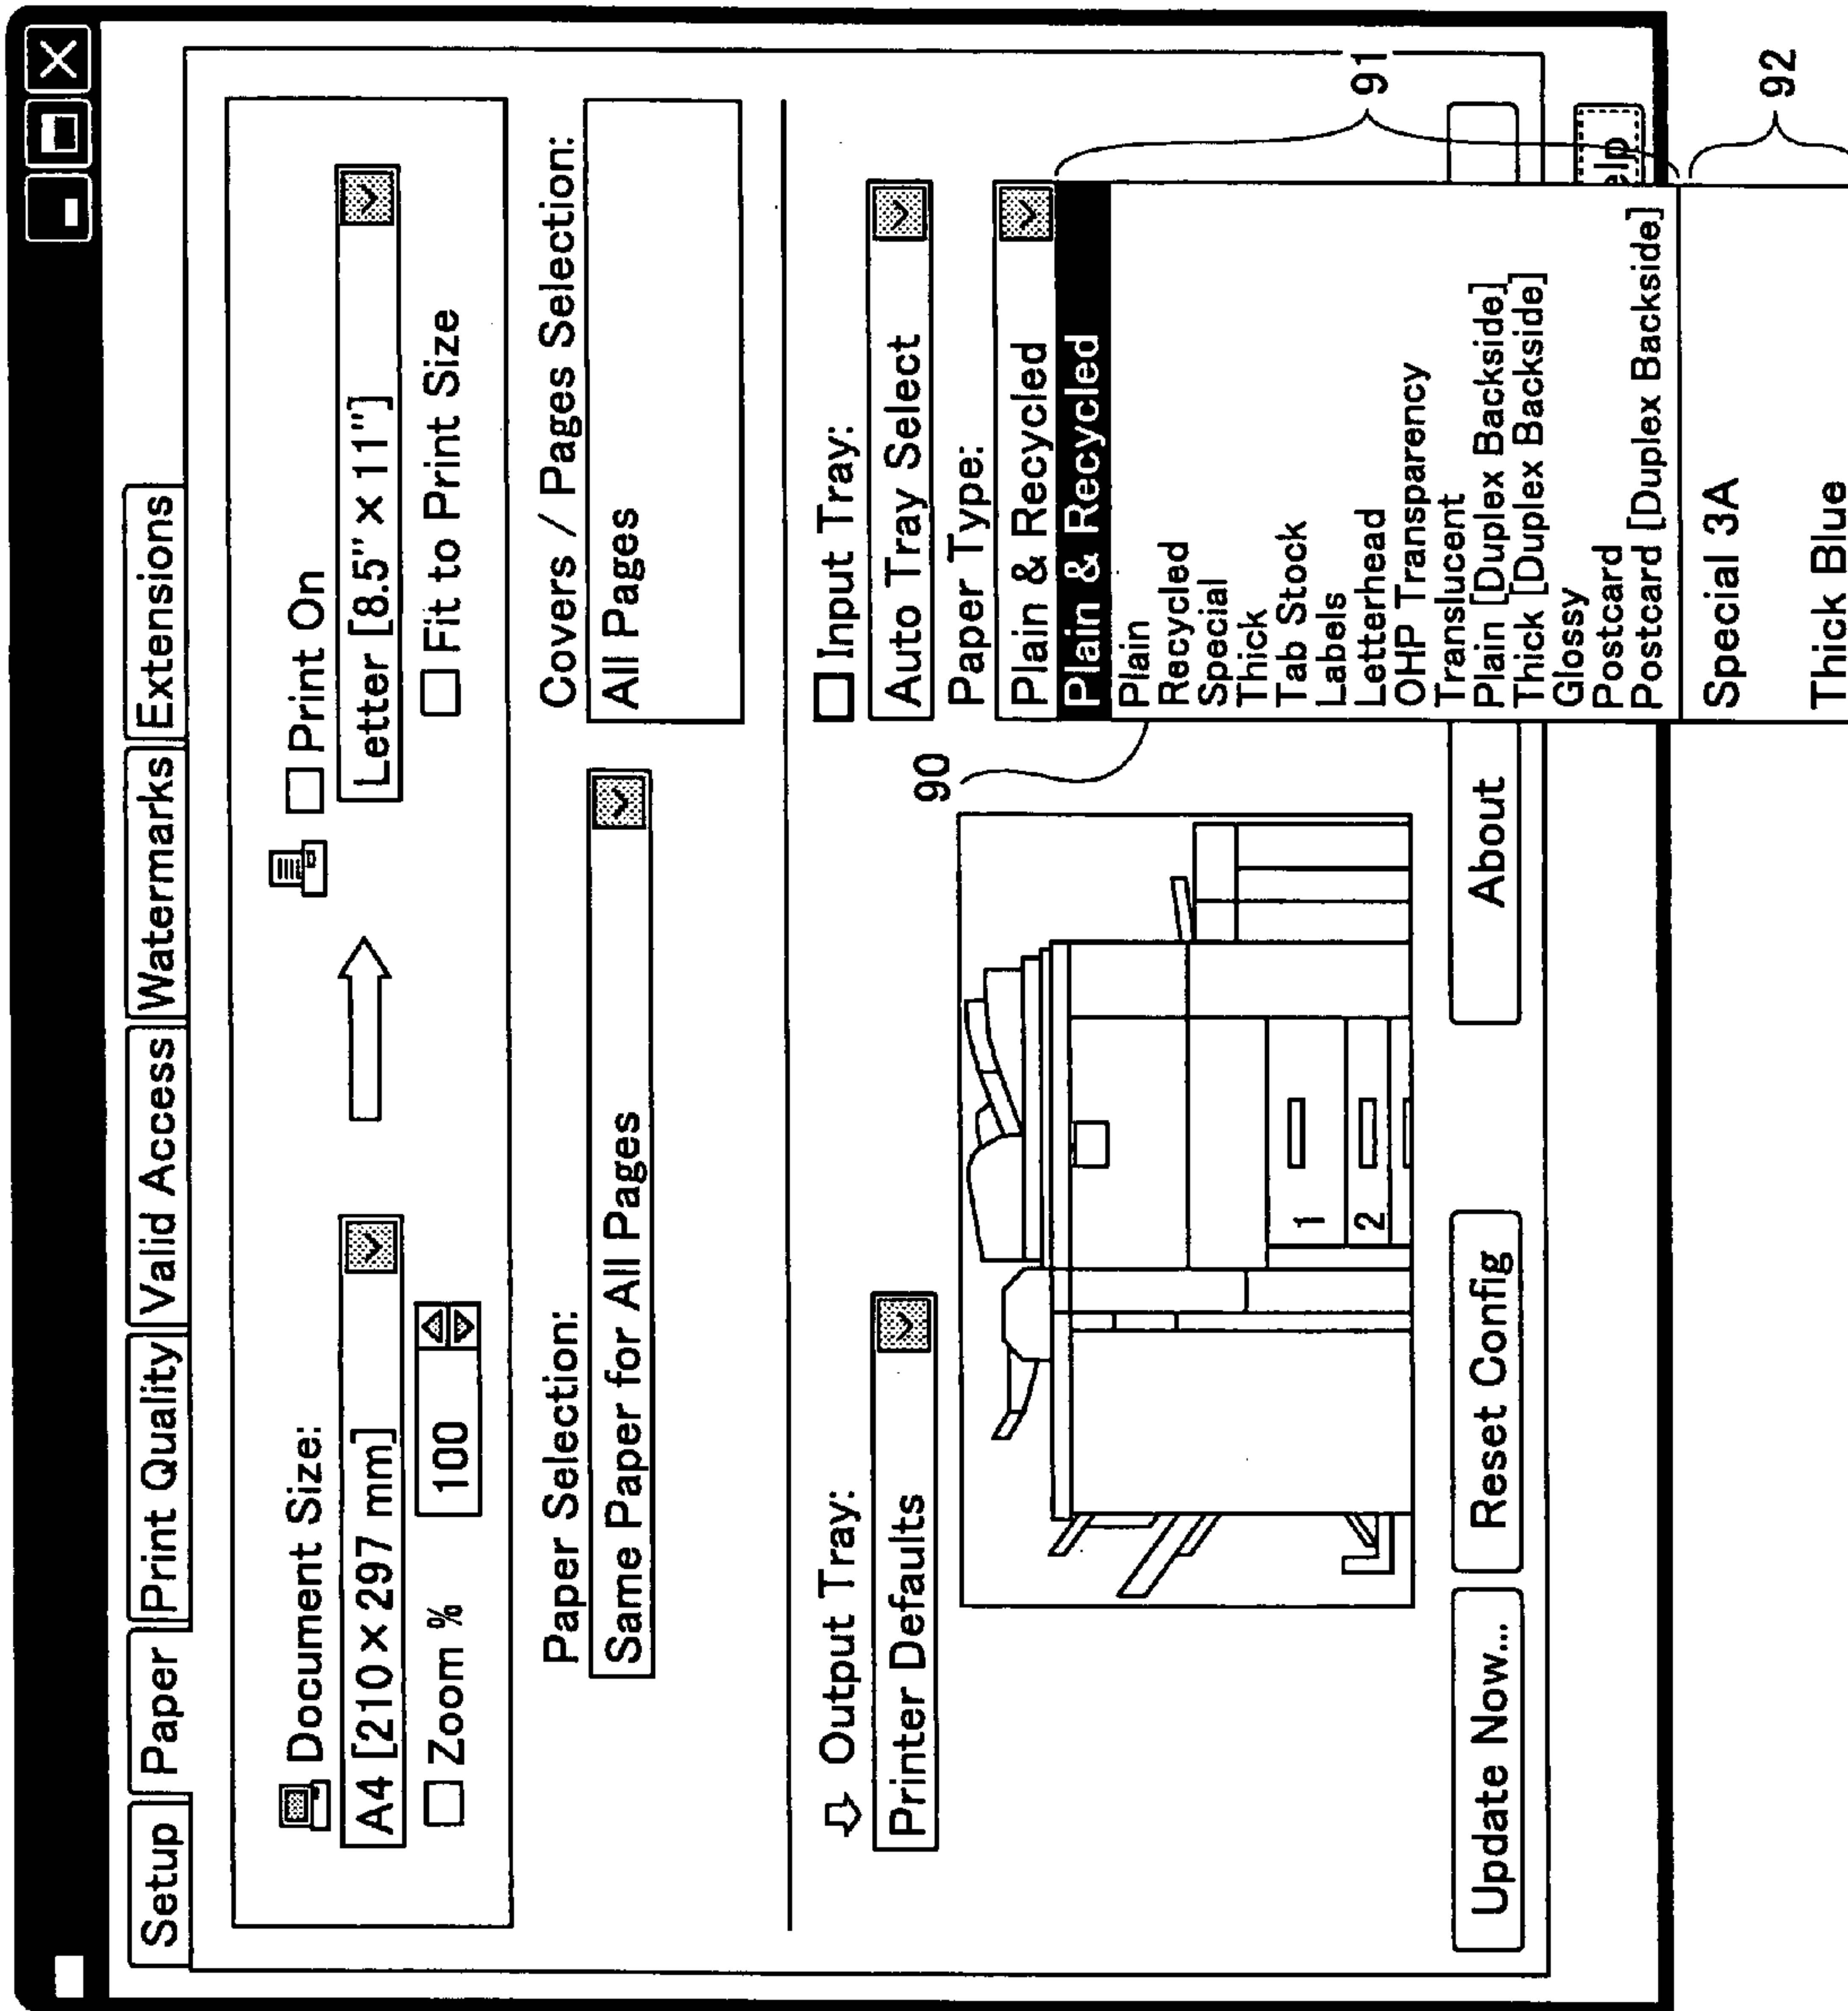 Setup Paper Print Quality Valid Access Watermarks Extensions
Document Size:
A4 [210 × 297 mm]
Zoom %
100
Print On
Letter [8.5" × 11"]
Fit to Print Size
Paper Selection:
Same Paper for All Pages
Covers / Pages Selection:
All Pages
Output Tray:
Printer Defaults
Input Tray:
Auto Tray Select
Paper Type:
Plain & Recycled
90
Plain & Recycled
Plain
Recycled
Special
Thick
Tab Stock
Labels
Letterhead
OHP Transparency
Translucent
Plain [Duplex Backside]
Thick [Duplex Backside]
Glossy
Postcard
Postcard [Duplex Backside]
91
Special 3A
Thick Blue
92
1
2
Update Now...
Reset Config
About
elp